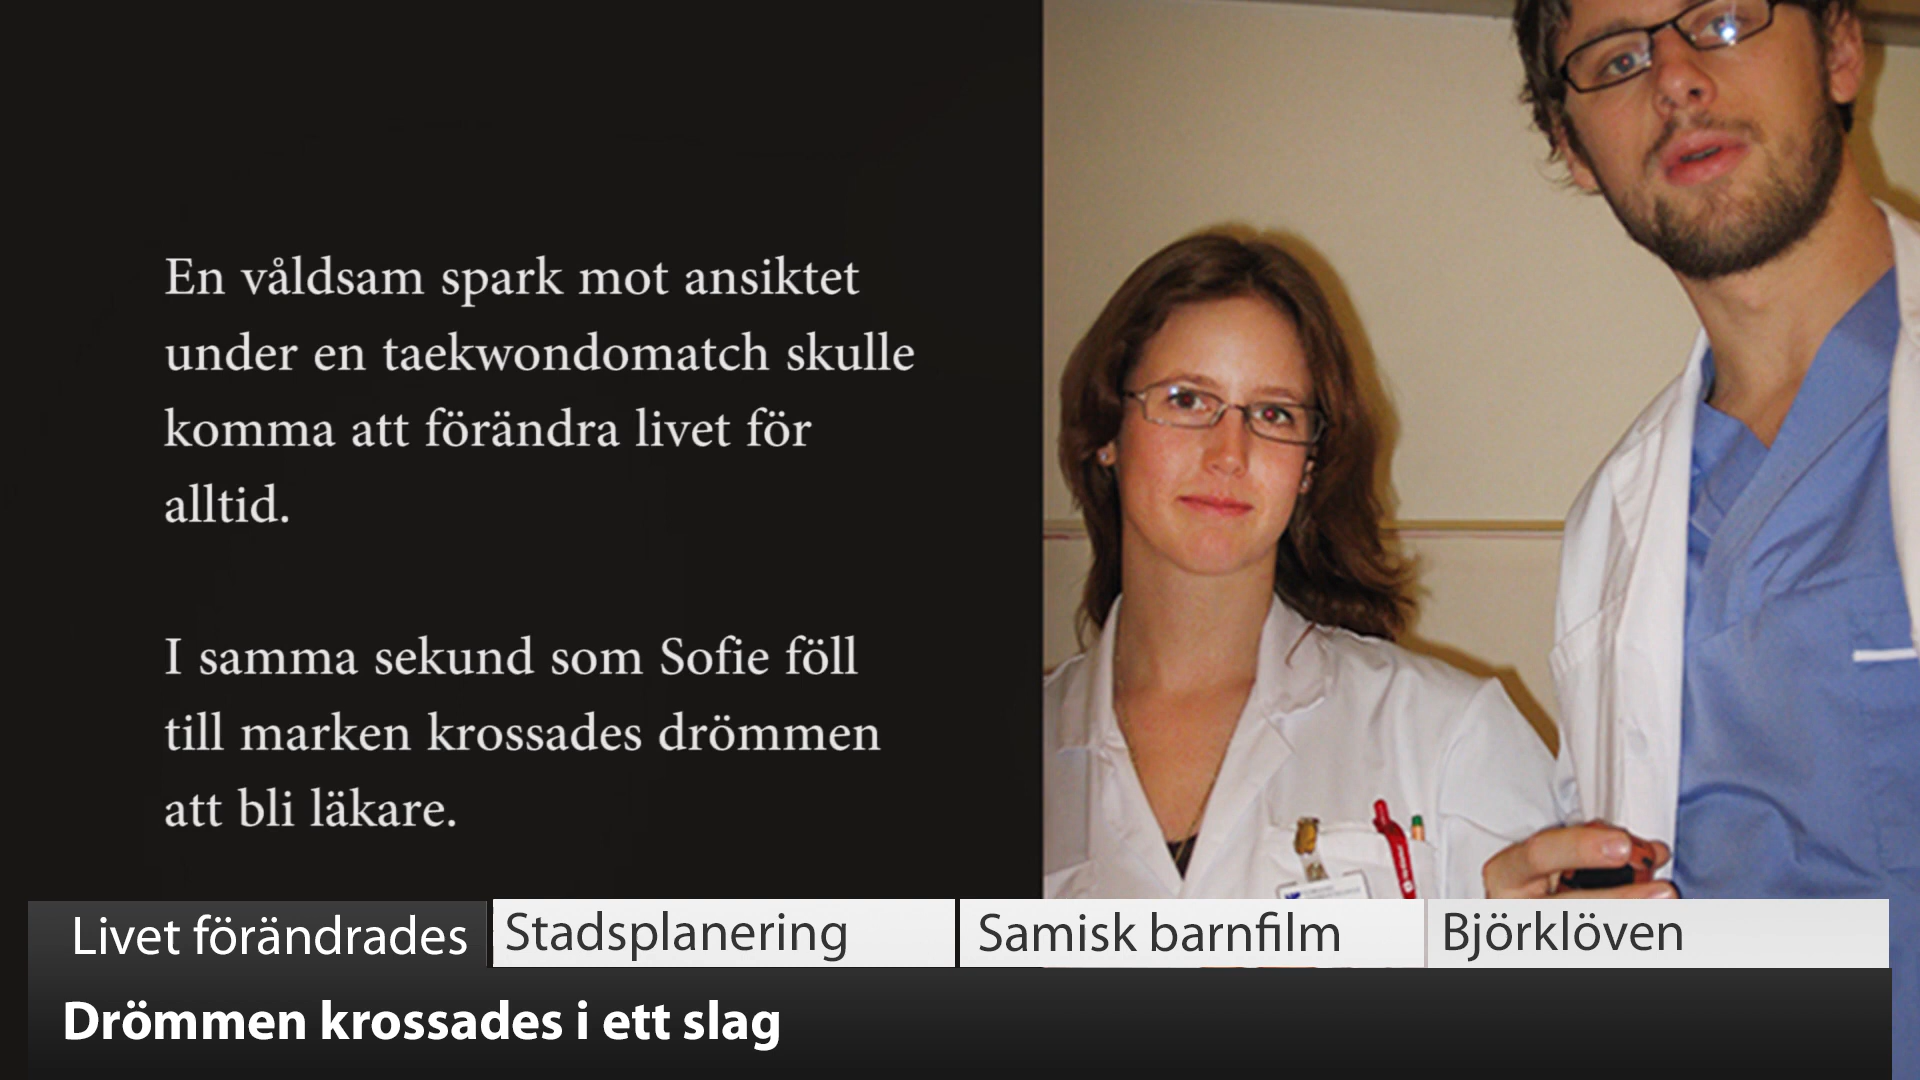 En våldsam spark mot ansiktet
under en taekwondomatch skulle
komma att förändra livet för
alltid.
I samma sekund som Sofie föll
till marken krossades drömmen
att bli läkare.
Livet förändrades
Stadsplanering
Samisk barnfilm
Björklöven
Drömmen krossades i ett slag